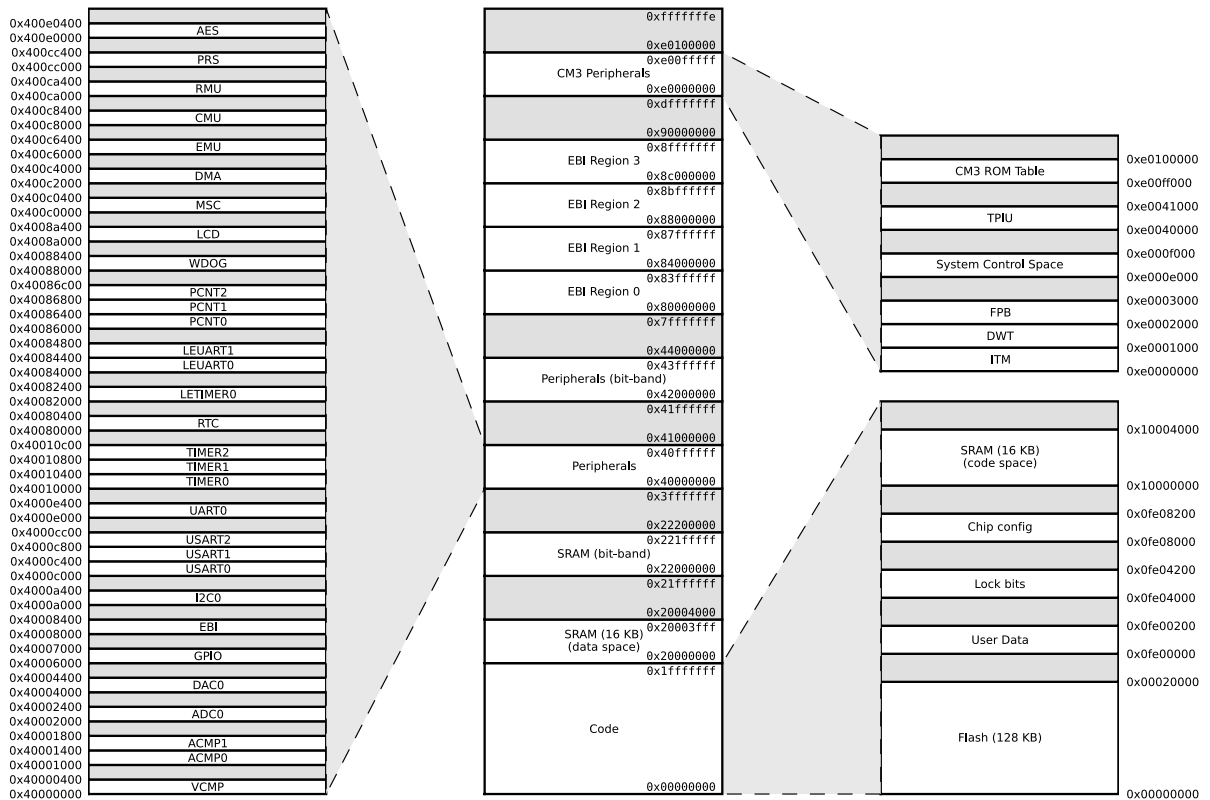 0x400e0400
AES
0x400e0000
0x400cc400
PRS
0x400cc000
0x400ca400
RMU
0x400ca000
0x400c8400
CMU
0x400c8000
0x400c6400
EMU
0x400c6000
0x400c4000
DMA
0x400c2000
0x400c0400
MSC
0x400c0000
0x4008a400
LCD
0x4008a000
0x40088400
WDOG
0x40088000
0x40086c00
PCNT2
0x40086800
PCNT1
0x40086400
PCNT0
0x40086000
0x40084800
LEUART1
0x40084400
LEUART0
0x40084000
0x40082400
LETIMER0
0x40082000
0x40080400
RTC
0x40080000
0x40010c00
TIMER2
0x40010800
TIMER1
0x40010400
TIMER0
0x40010000
0x4000e400
UART0
0x4000e000
0x4000cc00
USART2
0x4000c800
USART1
0x4000c400
USART0
0x4000c000
0x4000a400
I2C0
0x4000a000
0x40008400
EBI
0x40008000
0x40007000
GPIO
0x40006000
0x40004400
DAC0
0x40004000
0x40002400
ADC0
0x40002000
0x40001800
ACMP1
0x40001400
ACMP0
0x40001000
0x40000400
VCMP
0x40000000
0xfffffffe
0xe0100000
0xe00fffff
CM3 Peripherals
0xe0000000
0xdfffffff
0x90000000
0x8fffffff
EBI Region 3
0x8c000000
0x8bffffff
EBI Region 2
0x88000000
0x87ffffff
EBI Region 1
0x84000000
0x83ffffff
EBI Region 0
0x80000000
0x7fffffff
0x44000000
0x43ffffff
Peripherals (bit-band)
0x42000000
0x41ffffff
0x41000000
0x40ffffff
Peripherals
0x40000000
0x3fffffff
0x22200000
0x221fffff
SRAM (bit-band)
0x22000000
0x21ffffff
0x20004000
0x20003fff
SRAM (16 KB)
(data space)
0x20000000
0x1fffffff
Code
0x00000000
0xe0100000
CM3 ROM Table
0xe00ff000
0xe0041000
TPIU
0xe0040000
0xe000f000
System Control Space
0xe000e000
0xe0003000
FPB
0xe0002000
DWT
0xe0001000
ITM
0xe0000000
0x10004000
SRAM (16 KB)
(code space)
0x10000000
0x0fe08200
Chip config
0x0fe08000
0x0fe04200
Lock bits
0x0fe04000
0x0fe00200
User Data
0x0fe00000
0x00020000
Flash (128 KB)
0x00000000